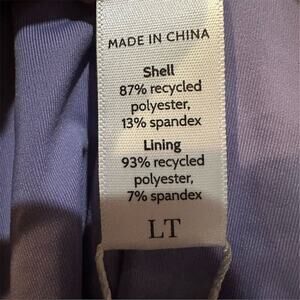 MADE IN CHINA
Shell
87% recycled
polyester,
13% spandex
Lining
93% recycled
polyester,
7% spandex
LT